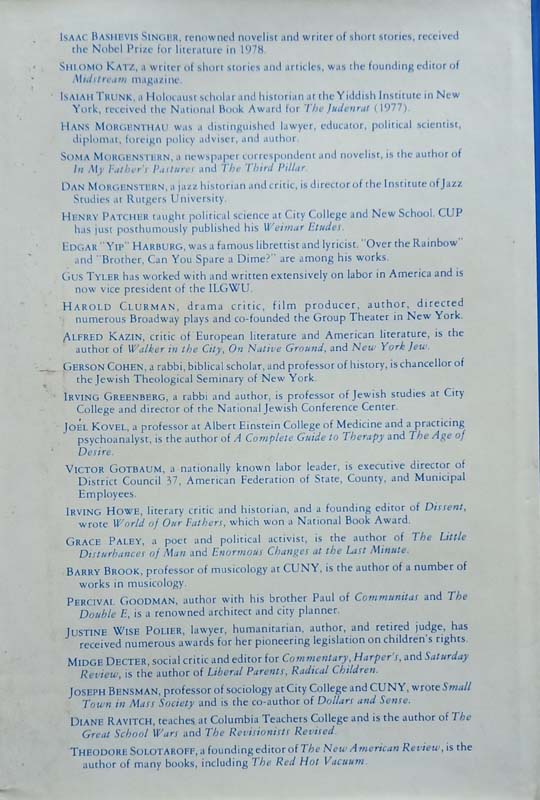 ISAAC BASHEVIS SINGER, renowned novelist and writer of short stories, received
the Nobel Prize for literature in 1978.
SHLOMO KATZ, a writer of short stories and articles, was the founding editor of
Midstream magazine.
ISAIAH TRUNK, a Holocaust scholar and historian at the Yiddish Institute in New
York, received the National Book Award for The Judenrat (1977).
HANS MORGENTHAU was a distinguished lawyer, educator, political scientist,
diplomat, foreign policy adviser, and author.
SOMA MORGENSTERN, a newspaper correspondent and novelist, is the author of
In My Father's Pastures and The Third Pillar.
DAN MORGENSTERN, a jazz historian and critic, is director of the Institute of Jazz
Studies at Rutgers University.
HENRY PATCHER taught political science at City College and New School. CUP
has just posthumously published his Weimar Etudes.
EDGAR "YIP" HARBURG, was a famous librettist and lyricist. "Over the Rainbow"
and "Brother, Can You Spare a Dime?" are among his works.
GUS TYLER has worked with and written extensively on labor in America and is
now vice president of the ILGWU.
HAROLD CLURMAN, drama critic, film producer, author, directed
numerous Broadway plays and co-founded the Group Theater in New York.
ALFRED KAZIN, critic of European literature and American literature, is the
author of Walker in the City, On Native Ground, and New York Jew.
GERSON COHEN, a rabbi, biblical scholar, and professor of history, is chancellor of
the Jewish Theological Seminary of New York.
IRVING GREENBERG, a rabbi and author, is professor of Jewish studies at City
College and director of the National Jewish Conference Center.
JOEL KOVEL, a professor at Albert Einstein College of Medicine and a practicing
psychoanalyst, is the author of A Complete Guide to Therapy and The Age of
Desire.
VICTOR GOTBAUM, a nationally known labor leader, is executive director of
District Council 37, American Federation of State, County, and Municipal
Employees.
IRVING HOWE, literary critic and historian, and a founding editor of Dissent,
wrote World of Our Fathers, which won a National Book Award.
GRACE PALEY, a poet and political activist, is the author of The Little
Disturbances of Man and Enormous Changes at the Last Minute.
BARRY BROOK, professor of musicology at CUNY, is the author of a number of
works in musicology.
PERCIVAL GOODMAN, author with his brother Paul of Communitas and The
Double E, is a renowned architect and city planner.
JUSTINE WISE POLIER, lawyer, humanitarian, author, and retired judge, has
received numerous awards for her pioneering legislation on children's rights.
MIDGE DECTER, social critic and editor for Commentary, Harper's, and Saturday
Review, is the author of Liberal Parents, Radical Children.
JOSEPH BENSMAN, professor of sociology at City College and CUNY, wrote Small
Town in Mass Society and is the co-author of Dollars and Sense.
DIANE RAVITCH, teaches at Columbia Teachers College and is the author of The
Great School Wars and The Revisionists Revised.
THEODORE SOLOTAROFF, a founding editor of The New American Review, is the
author of many books, including The Red Hot Vacuum.